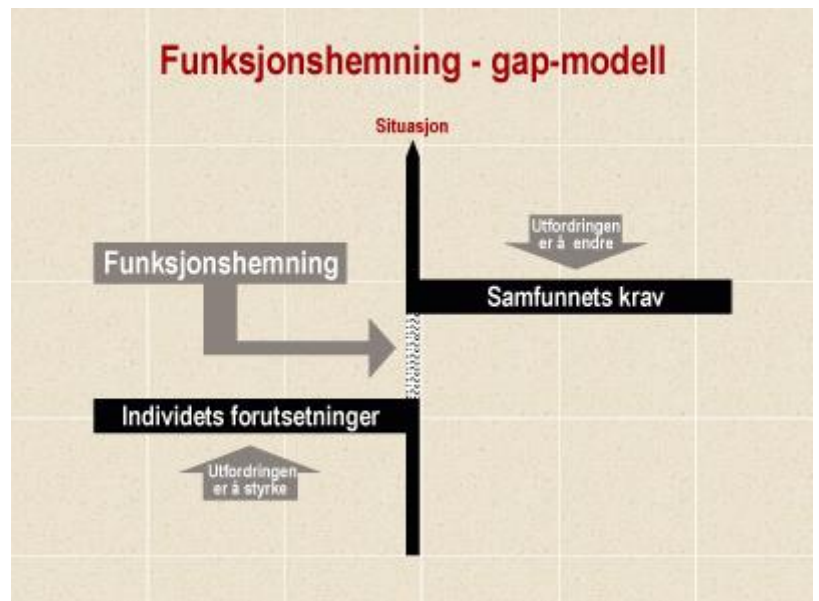 Funksjonshemning - gap-modell
Situasjon
Utfordringen
er å endre
Funksjonshemning
Samfunnets krav
Individets forutsetninger
Utfordringen
er å styrke